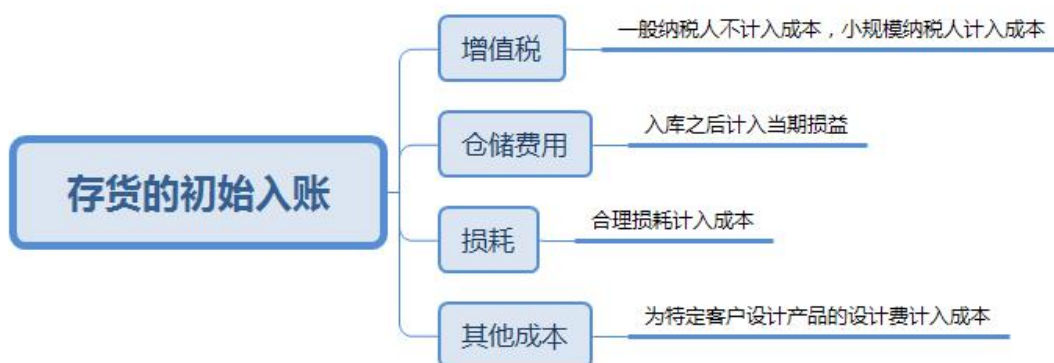 存货的初始入账
增值税
一般纳税人不计入成本，小规模纳税人计入成本
仓储费用
入库之后计入当期损益
损耗
合理损耗计入成本
其他成本
为特定客户设计产品的设计费计入成本